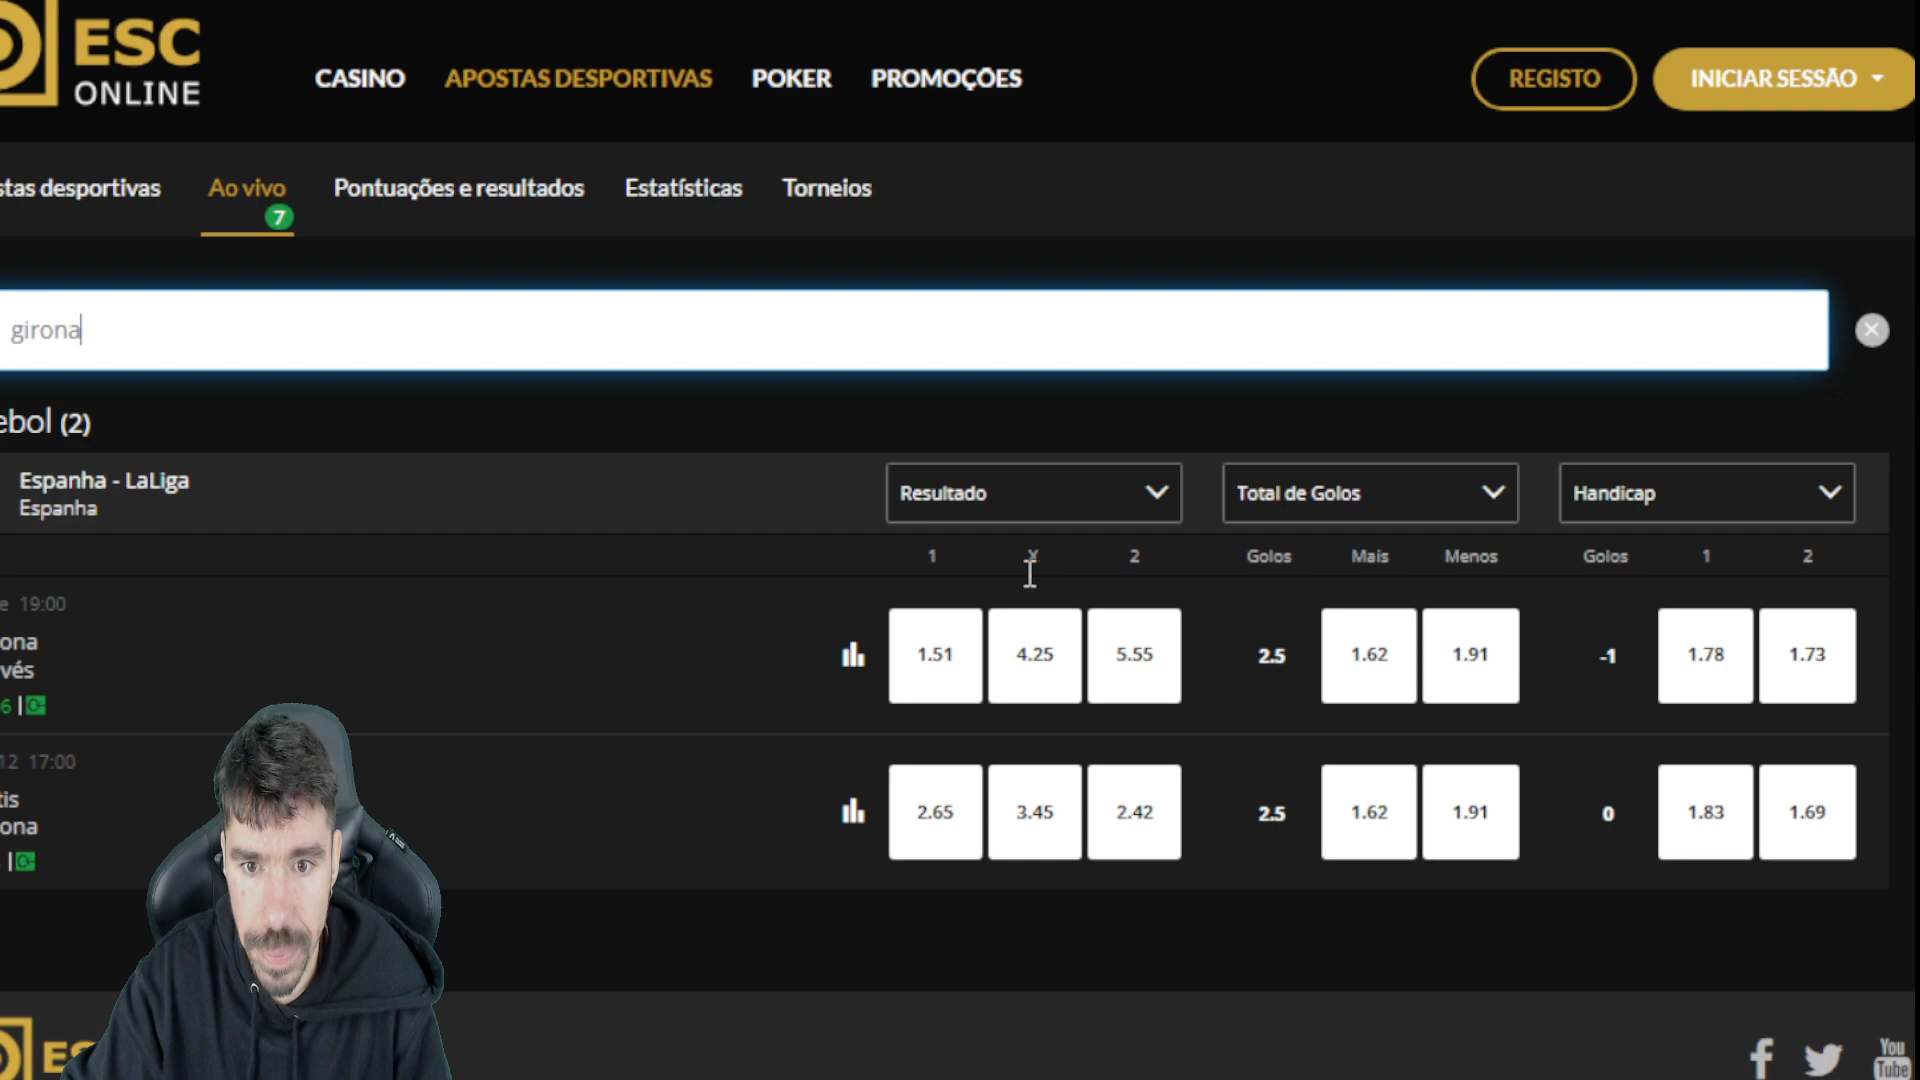 ESC
ONLINE
CASINO APOSTAS DESPORTIVAS POKER PROMOÇÕES REGISTO INICIAR SESSÃO
stas desportivas Ao vivo 7 Pontuações e resultados Estatísticas Torneios
girona
ebol (2)
Espanha - LaLiga
Espanha
Resultado Total de Golos Handicap
1 X 2 Golos Mais Menos Golos 1 2
e 19:00
ona
vés
6
1.51 4.25 5.55 2.5 1.62 1.91 -1 1.78 1.73
12 17:00
tis
ona
2.65 3.45 2.42 2.5 1.62 1.91 0 1.83 1.69
ES
You
Tube